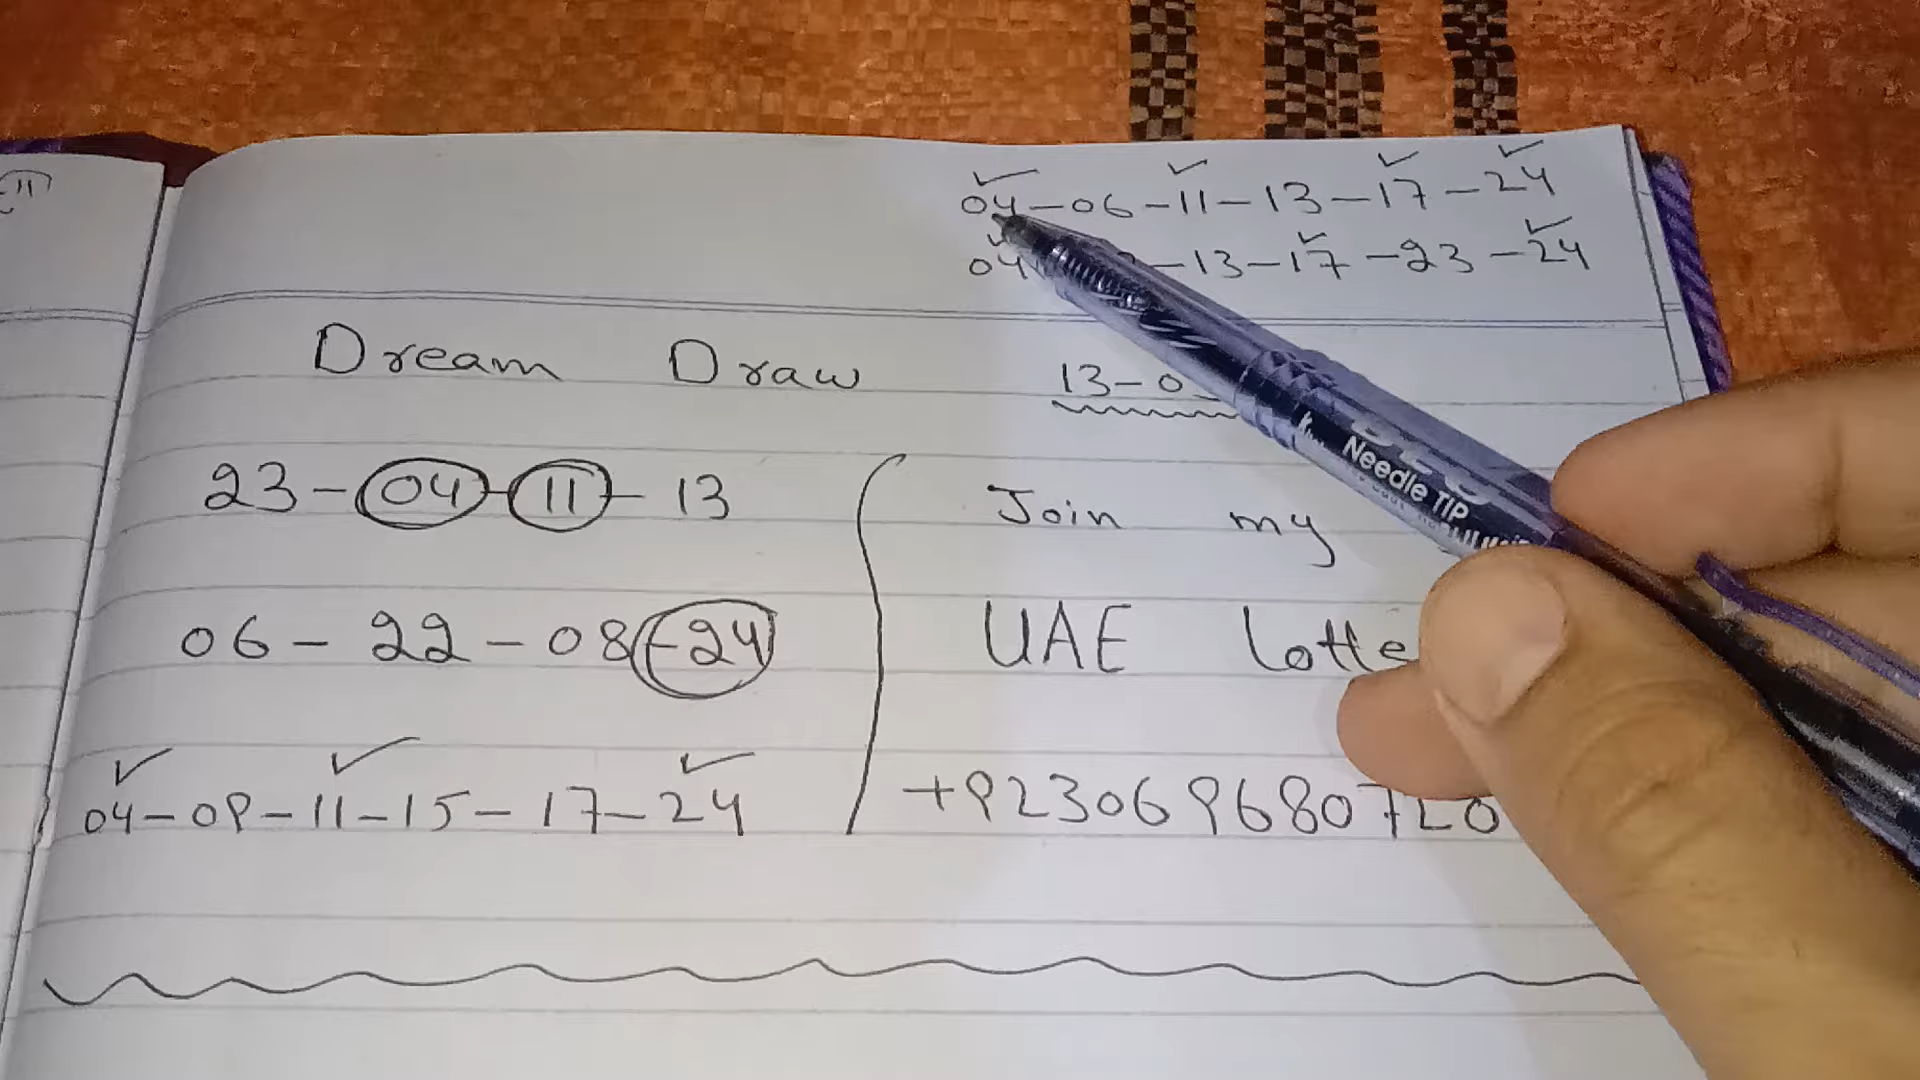 04-06-11-13-17-24
04 -13-17-23-24
Dream Draw 13-0
23-04-11-13
Join my
06-22-08-24
UAE Lotte
04-09-11-15-17-24
+923069680720
Needle TIP